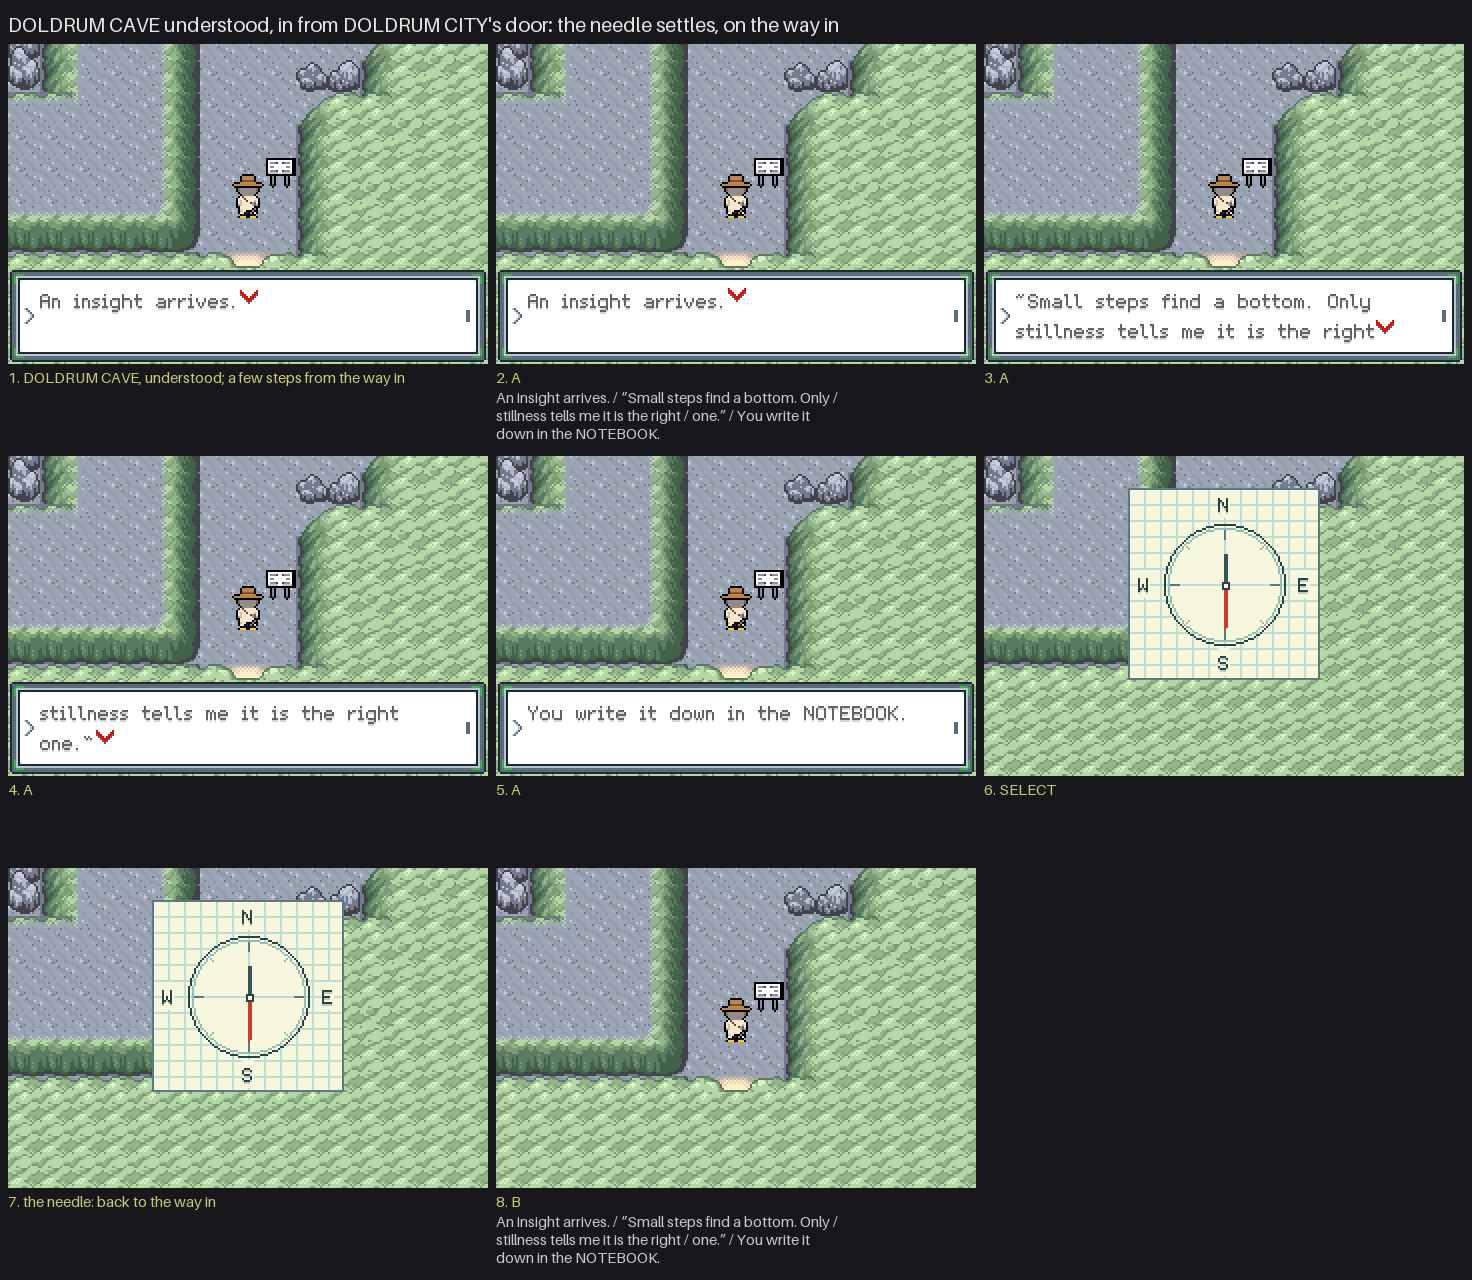 DOLDRUM CAVE understood, in from DOLDRUM CITY's door: the needle settles, on the way in
An insight arrives.
An insight arrives.
“Small steps find a bottom. Only
stillness tells me it is the right
1. DOLDRUM CAVE, understood; a few steps from the way in
2. A
An insight arrives. / “Small steps find a bottom. Only /
stillness tells me it is the right / one.” / You write it
down in the NOTEBOOK.
3. A
stillness tells me it is the right
one.”
You write it down in the NOTEBOOK.
N
W E
S
4. A
5. A
6. SELECT
N
W E
S
7. the needle: back to the way in
8. B
An insight arrives. / “Small steps find a bottom. Only /
stillness tells me it is the right / one.” / You write it
down in the NOTEBOOK.